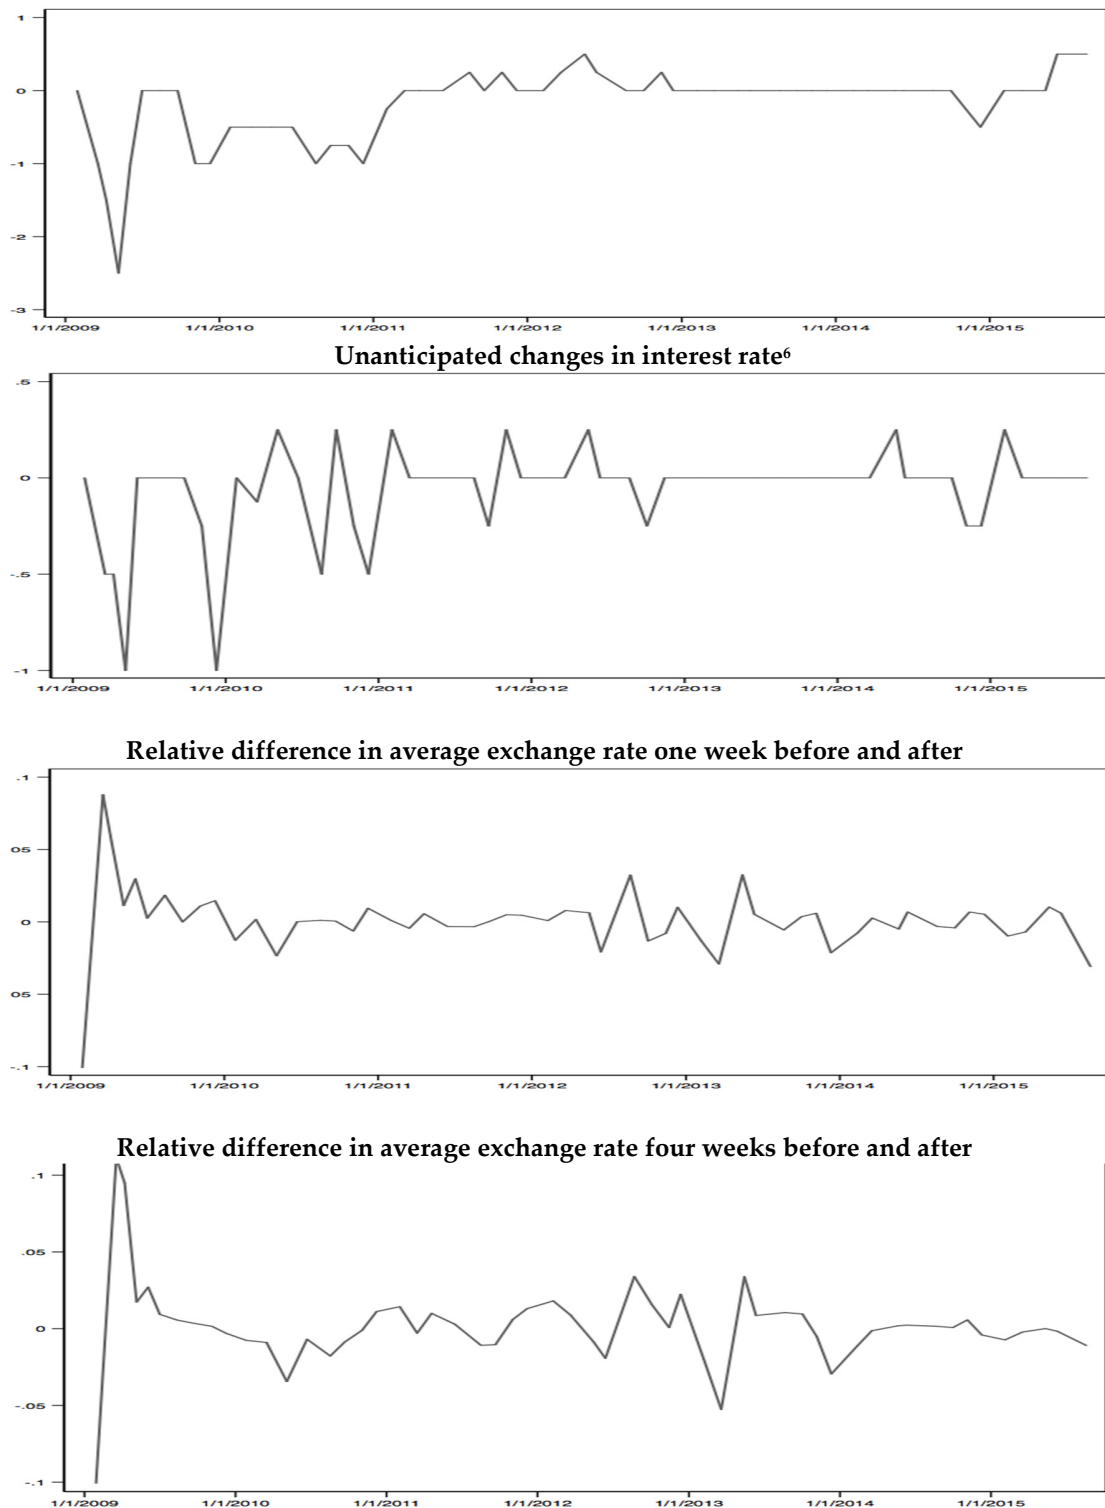 1
0
-1
-2
-3
1/1/2009 1/1/2010 1/1/2011 1/1/2012 1/1/2013 1/1/2014 1/1/2015
Unanticipated changes in interest rate⁶
.5
0
-.5
-1
1/1/2009 1/1/2010 1/1/2011 1/1/2012 1/1/2013 1/1/2014 1/1/2015
Relative difference in average exchange rate one week before and after
.1
05
0
05
-.1
1/1/2009 1/1/2010 1/1/2011 1/1/2012 1/1/2013 1/1/2014 1/1/2015
Relative difference in average exchange rate four weeks before and after
.1
.05
0
-.05
-.1
1/1/2009 1/1/2010 1/1/2011 1/1/2012 1/1/2013 1/1/2014 1/1/2015